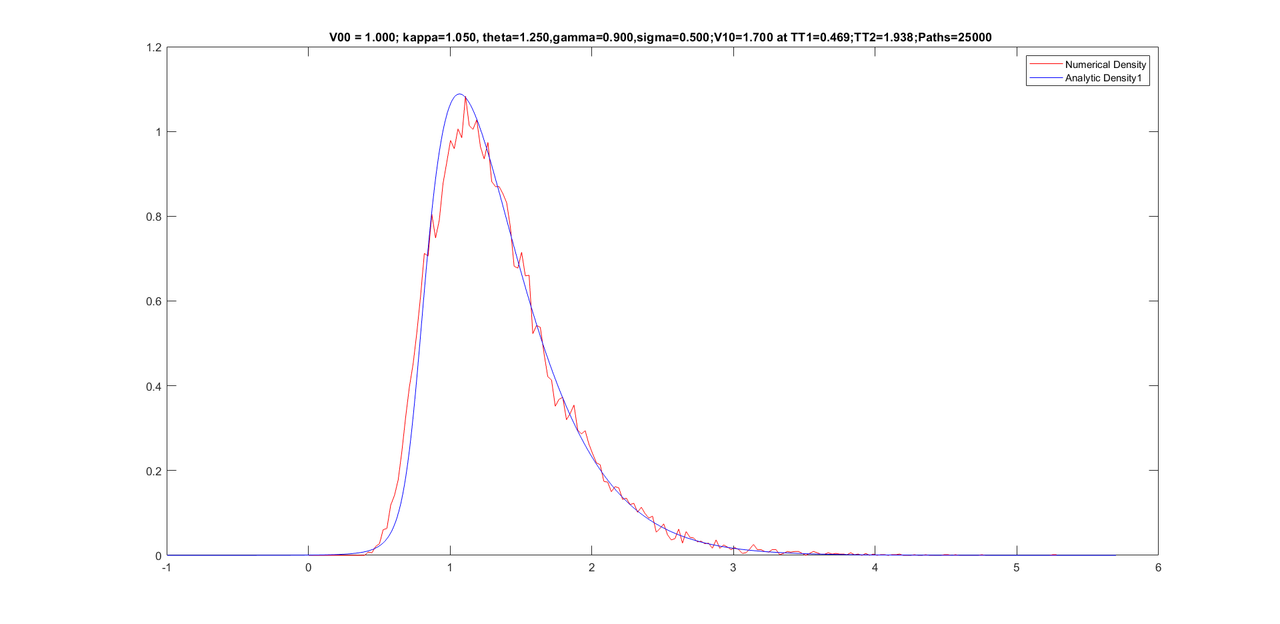 V00 = 1.000; kappa=1.050, theta=1.250,gamma=0.900,sigma=0.500;V10=1.700 at TT1=0.469;TT2=1.938;Paths=25000
Numerical Density
Analytic Density1
1.2
1
0.8
0.6
0.4
0.2
0
-1 0 1 2 3 4 5 6